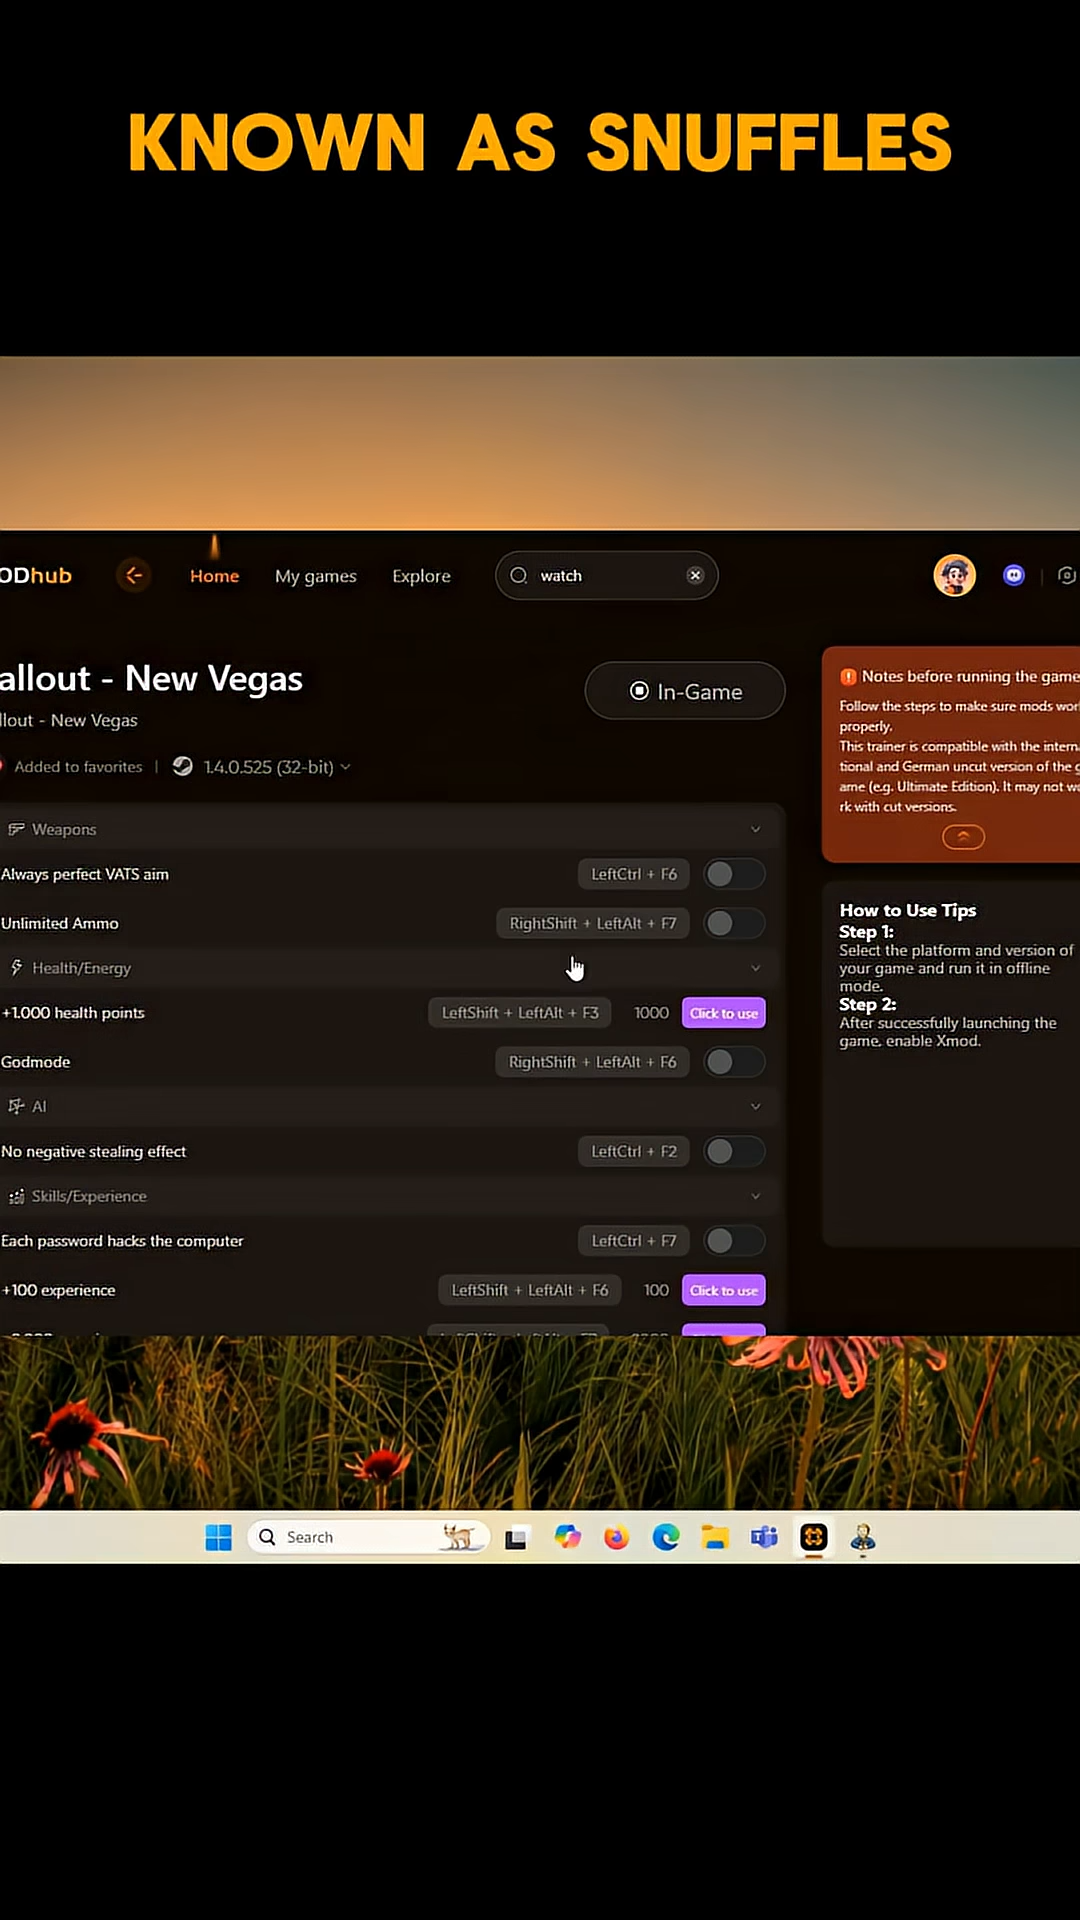 KNOWN AS SNUFFLES
ODhub
Home
My games
Explore
watch
allout - New Vegas
In-Game
llout - New Vegas
Added to favorites
1.4.0.525 (32-bit)
Notes before running the game
Follow the steps to make sure mods wor
properly.
This trainer is compatible with the interna
tional and German uncut version of the g
ame (e.g. Ultimate Edition). It may not wo
rk with cut versions.
Weapons
Always perfect VATS aim
LeftCtrl + F6
Unlimited Ammo
RightShift + LeftAlt + F7
Health/Energy
+1.000 health points
LeftShift + LeftAlt + F3
1000
Click to use
Godmode
RightShift + LeftAlt + F6
AI
No negative stealing effect
LeftCtrl + F2
Skills/Experience
Each password hacks the computer
LeftCtrl + F7
+100 experience
LeftShift + LeftAlt + F6
100
Click to use
How to Use Tips
Step 1:
Select the platform and version of
your game and run it in offline
mode.
Step 2:
After successfully launching the
game, enable Xmod.
Search